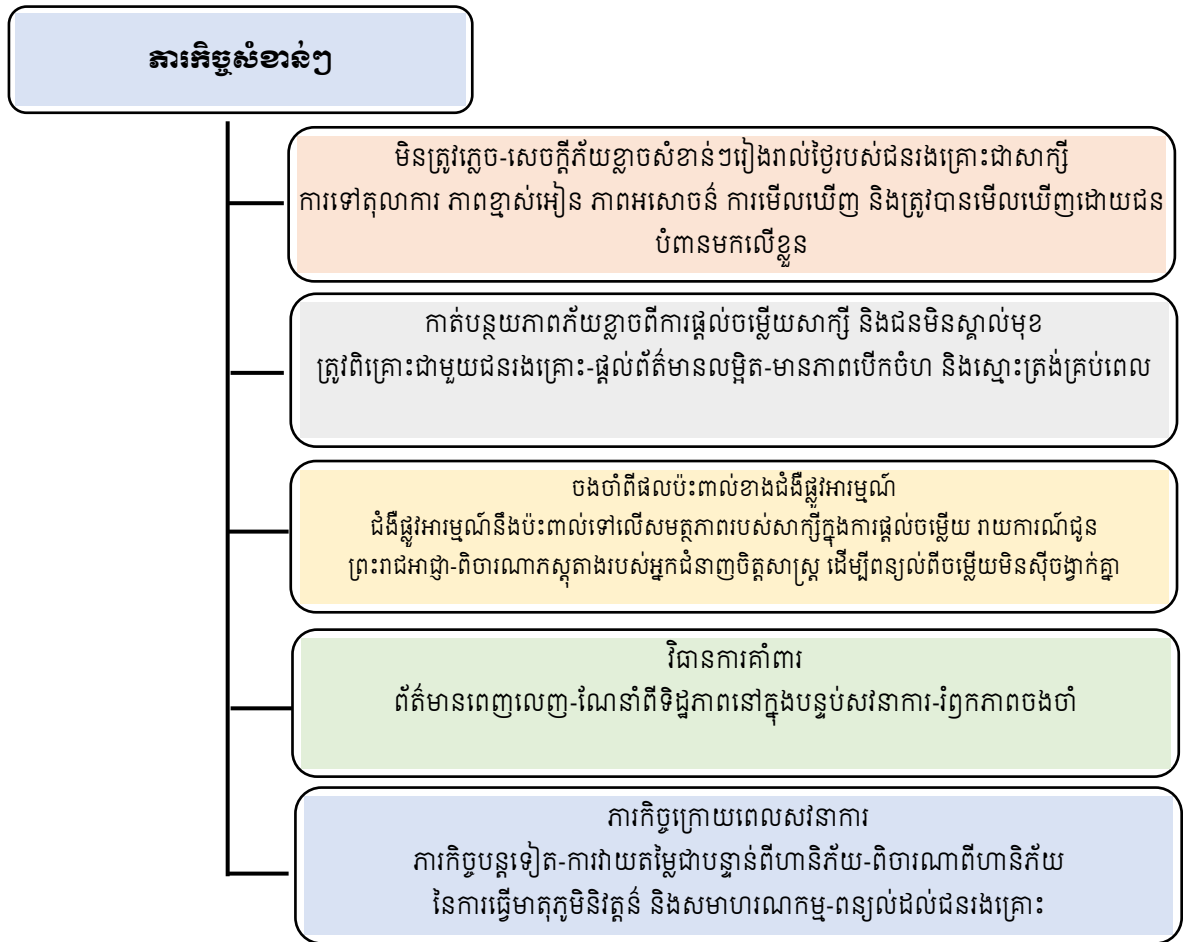 ភារកិច្ចសំខាន់ៗ
មិនត្រូវភ្លេច-សេចក្តីភ័យខ្លាចសំខាន់ៗរៀងរាល់ថ្ងៃរបស់ជនរងគ្រោះជាសាក្សី
ការទៅតុលាការ ភាពខ្មាស់អៀន ភាពអសោចន៍ ការមើលឃើញ និងត្រូវបានមើលឃើញដោយជន
បំពានមកលើខ្លួន
កាត់បន្ថយភាពភ័យខ្លាចពីការផ្តល់ចម្លើយសាក្សី និងជនមិនស្គាល់មុខ
ត្រូវពិគ្រោះជាមួយជនរងគ្រោះ-ផ្តល់ព័ត៌មានលម្អិត-មានភាពបើកចំហ និងស្មោះត្រង់គ្រប់ពេល
ចងចាំពីផលប៉ះពាល់ខាងជំងឺផ្លូវអារម្មណ៍
ជំងឺផ្លូវអារម្មណ៍នឹងប៉ះពាល់ទៅលើសមត្ថភាពរបស់សាក្សីក្នុងការផ្តល់ចម្លើយ រាយការណ៍ជូន
ព្រះរាជអាជ្ញា-ពិចារណាភស្តុតាងរបស់អ្នកជំនាញចិត្តសាស្ត្រ ដើម្បីពន្យល់ពីចម្លើយមិនស៊ីចង្វាក់គ្នា
វិធានការគាំពារ
ព័ត៌មានពេញលេញ-ណែនាំពីទិដ្ឋភាពនៅក្នុងបន្ទប់សវនាការ-រំឭកភាពចងចាំ
ភារកិច្ចក្រោយពេលសវនាការ
ភារកិច្ចបន្តទៀត-ការវាយតម្លៃជាបន្ទាន់ពីហានិភ័យ-ពិចារណាពីហានិភ័យ
នៃការធ្វើមាតុភូមិនិវត្តន៍ និងសមាហរណកម្ម-ពន្យល់ដល់ជនរងគ្រោះ